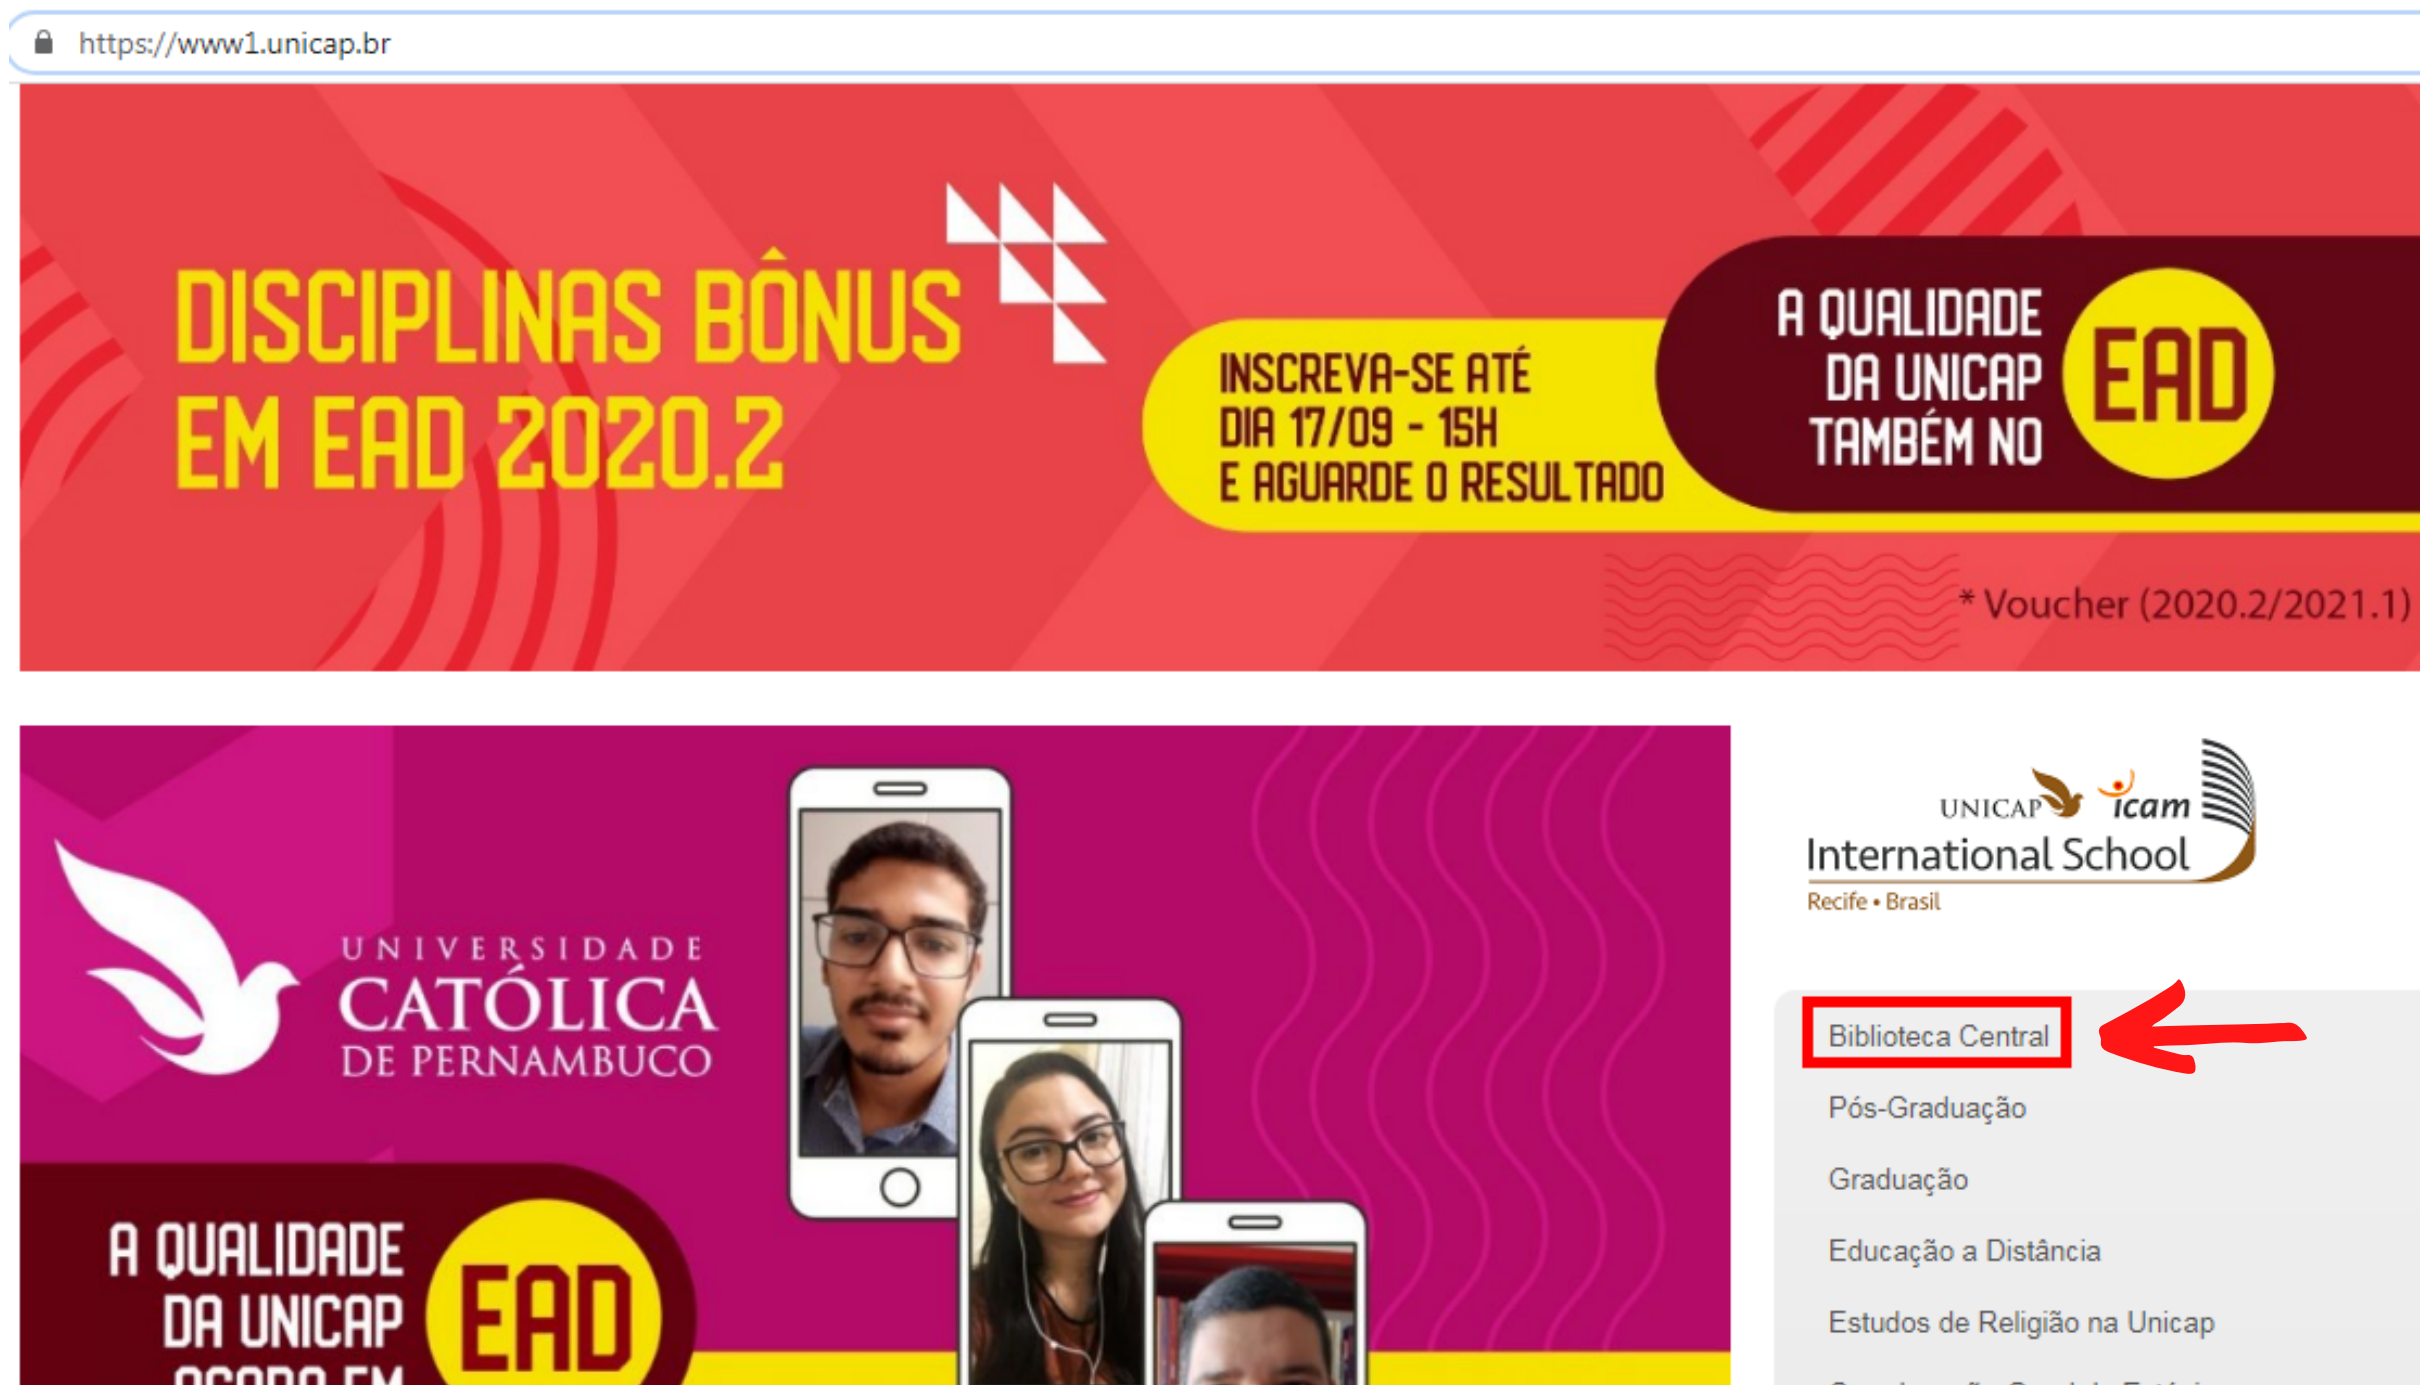 https://www1.unicap.br
DISCIPLINAS BÔNUS
EM EAD 2020.2
INSCREVA-SE ATÉ
DIA 17/09 - 15H
E AGUARDE O RESULTADO
A QUALIDADE
DA UNICAP
TAMBÉM NO
EAD
* Voucher (2020.2/2021.1)
UNIVERSIDADE
CATÓLICA
DE PERNAMBUCO
A QUALIDADE
DA UNICAP
AGORA EM
EAD
UNICAP icam
International School
Recife • Brasil
Biblioteca Central
Pós-Graduação
Graduação
Educação a Distância
Estudos de Religião na Unicap